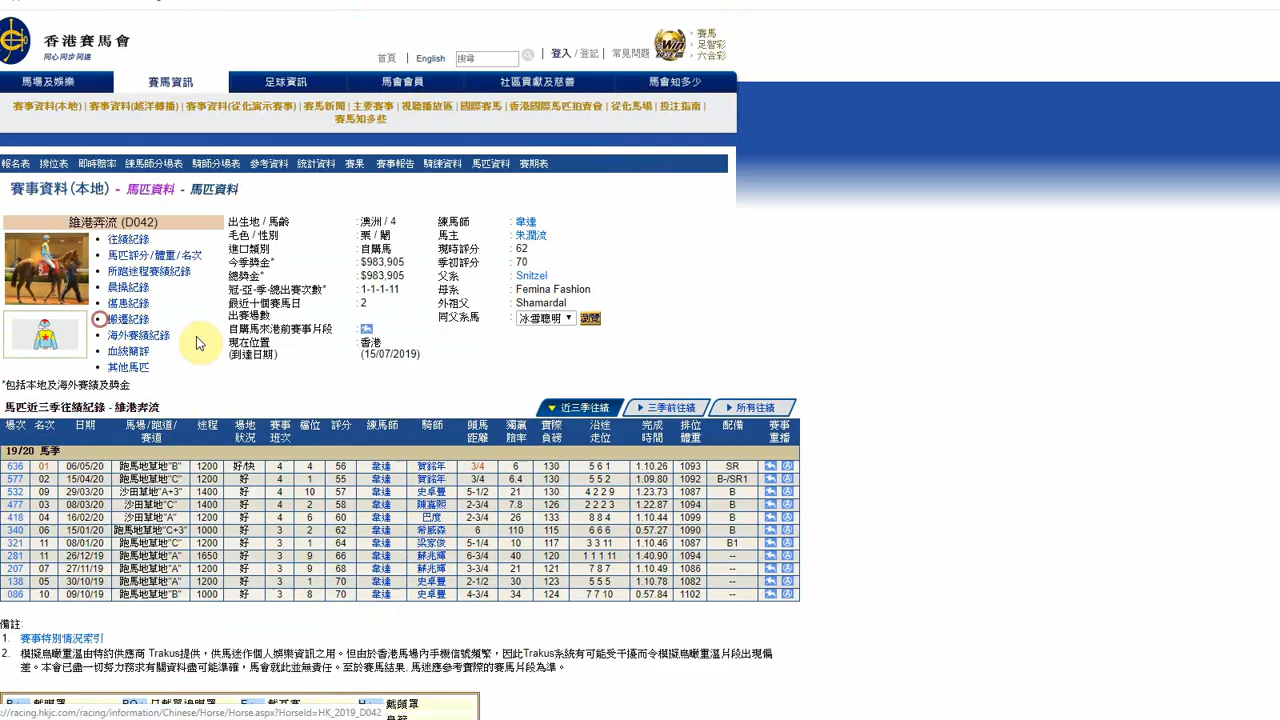 香港賽馬會
同心同步同進
首頁 | English 搜尋 | 登入 / 登記 | 常見問題
賽馬
足智彩
六合彩
馬場及娛樂 賽馬資訊 足球資訊 馬會會員 社區貢獻及慈善 馬會知多少
賽事資料(本地) | 賽事資料(越洋轉播) | 賽事資料(從化演示賽事) | 賽馬新聞 | 主要賽事 | 視聽播放區 | 國際賽馬 | 香港國際馬匹拍賣會 | 從化馬場 | 投注指南 |
賽馬知多些
報名表 排位表 即時賠率 練馬師分場表 騎師分場表 參考資料 統計資料 賽果 賽事報告 騎練資料 馬匹資料 賽期表
賽事資料(本地) - 馬匹資料 - 馬匹資料
維港奔流 (D042)
往績紀錄
馬匹評分/體重/名次
所跑途程賽績紀錄
晨操紀錄
傷患紀錄
搬遷紀錄
海外賽績紀錄
血統簡評
其他馬匹
出生地 / 馬齡 : 澳洲 / 4
毛色 / 性別 : 栗 / 閹
進口類別 : 自購馬
今季獎金* : $983,905
總獎金* : $983,905
冠-亞-季-總出賽次數* : 1-1-1-11
最近十個賽馬日 : 2
出賽場數
自購馬來港前賽事片段 :
現在位置 : 香港
(到達日期) (15/07/2019)
練馬師 : 韋達
馬主 : 朱潤流
現時評分 : 62
季初評分 : 70
父系 : Snitzel
母系 : Femina Fashion
外祖父 : Shamardal
同父系馬 : 冰雪聰明 瀏覽
*包括本地及海外賽績及獎金
馬匹近三季往績紀錄 - 維港奔流 近三季往績 三季前往績 所有往績
場次 名次 日期 馬場/跑道/ 途程 場地 賽事 檔位 評分 練馬師 騎師 頭馬 獨贏 實際 沿途 完成 排位 配備 賽事
賽道 狀況 班次 距離 賠率 負磅 走位 時間 體重 重播
19/20 馬季
636 01 06/05/20 跑馬地草地"B" 1200 好/快 4 4 56 韋達 賀銘年 3/4 6 130 5 6 1 1.10.26 1093 SR
577 02 15/04/20 跑馬地草地"C" 1200 好 4 1 55 韋達 賀銘年 3/4 6.4 130 5 5 2 1.09.80 1092 B-/SR1
532 09 29/03/20 沙田草地"A+3" 1400 好 4 10 57 韋達 史卓豐 5-1/2 21 130 4 2 2 9 1.23.73 1087 B
477 03 08/03/20 沙田草地"C" 1400 好 4 2 58 韋達 陳嘉熙 2-3/4 7.8 126 2 2 2 3 1.22.87 1094 B
418 04 16/02/20 沙田草地"A" 1200 好 4 6 60 韋達 巴度 2-3/4 26 133 8 8 4 1.10.44 1099 B
340 06 15/01/20 跑馬地草地"C+3" 1000 好 3 2 62 韋達 希威森 6 110 115 6 6 6 0.57.27 1090 B
321 11 08/01/20 跑馬地草地"C" 1200 好 3 1 64 韋達 梁家俊 5-1/4 10 117 3 3 11 1.10.46 1087 B1
281 11 26/12/19 跑馬地草地"A" 1650 好 3 9 66 韋達 蘇兆輝 6-3/4 40 120 1 1 1 11 1.40.90 1094 --
207 07 27/11/19 跑馬地草地"A" 1200 好 3 9 68 韋達 蘇兆輝 3-3/4 21 121 7 8 7 1.10.49 1086 --
138 05 30/10/19 跑馬地草地"A" 1200 好 3 1 70 韋達 史卓豐 2-1/2 30 123 5 5 5 1.10.78 1082 --
086 10 09/10/19 跑馬地草地"B" 1000 好 3 8 70 韋達 史卓豐 4-3/4 34 124 7 7 10 0.57.84 1102 --
備註:
1. 賽事特別情況索引
2. 模擬鳥瞰重溫由特約供應商 Trakus提供，供馬迷作個人娛樂資訊之用。但由於香港馬場內手機信號頻繁，因此Trakus系統有可能受干擾而令模擬鳥瞰重溫片段出現偏
差。本會已盡一切努力務求有關資料盡可能準確，馬會就此並無責任。至於賽馬結果, 馬迷應參考實際的賽馬片段為準。
戴頭罩
://racing.hkjc.com/racing/information/Chinese/Horse/Horse.aspx?HorseId=HK_2019_D042